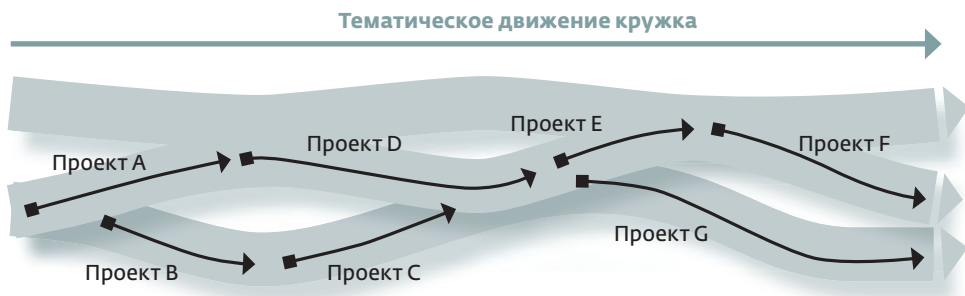 Тематическое движение кружка
Проект E
Проект D
Проект F
Проект A
Проект G
Проект B
Проект C